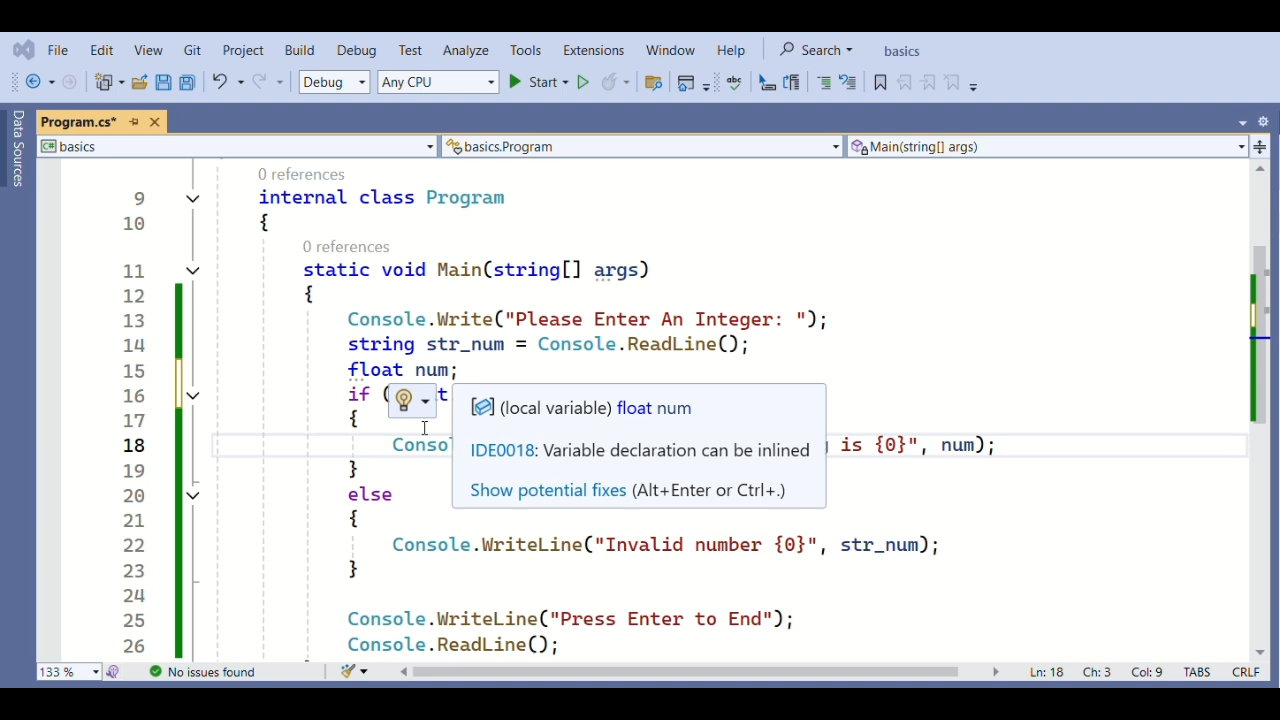 File Edit View Git Project Build Debug Test Analyze Tools Extensions Window Help Search basics
Debug Any CPU Start
Data Sources
Program.cs*
basics basics.Program Main(string[] args)
0 references
9 internal class Program
10 {
0 references
11 static void Main(string[] args)
12 {
13 Console.Write("Please Enter An Integer: ");
14 string str_num = Console.ReadLine();
15 float num;
16 if ( t
(local variable) float num
17 {
18 Conso is {0}", num);
IDE0018: Variable declaration can be inlined
19 }
20 else
Show potential fixes (Alt+Enter or Ctrl+.)
21 {
22 Console.WriteLine("Invalid number {0}", str_num);
23 }
24
25 Console.WriteLine("Press Enter to End");
26 Console.ReadLine();
133 % No issues found Ln: 18 Ch: 3 Col: 9 TABS CRLF